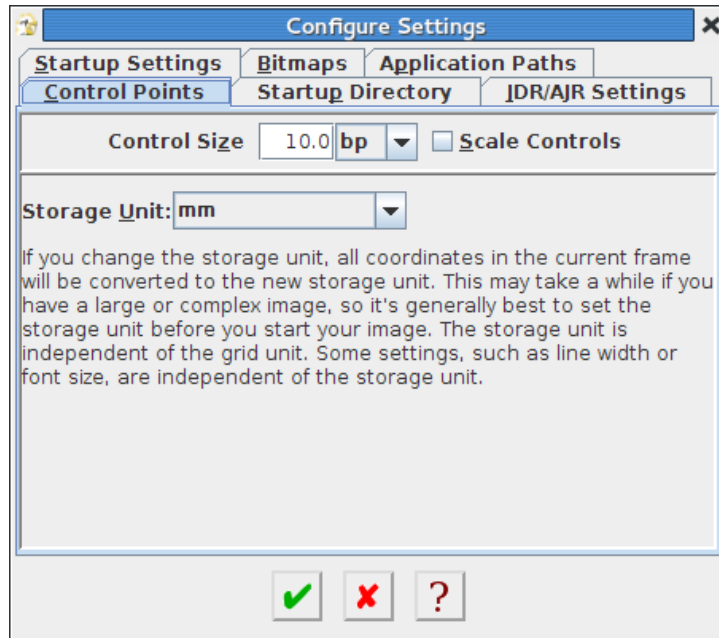 Configure Settings
Startup Settings Bitmaps Application Paths
Control Points Startup Directory JDR/AJR Settings
Control Size 10.0 bp Scale Controls
Storage Unit: mm
If you change the storage unit, all coordinates in the current frame
will be converted to the new storage unit. This may take a while if you
have a large or complex image, so it's generally best to set the
storage unit before you start your image. The storage unit is
independent of the grid unit. Some settings, such as line width or
font size, are independent of the storage unit.
?